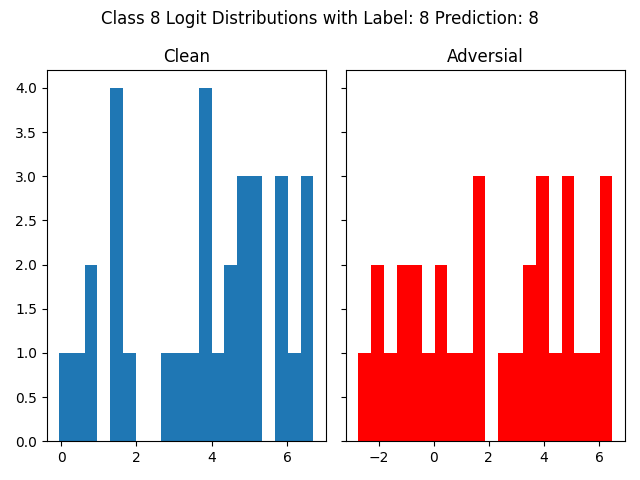 Class 8 Logit Distributions with Label: 8 Prediction: 8
Clean
Adversial
4.0
3.5
3.0
2.5
2.0
1.5
1.0
0.5
0.0
0 2 4 6
−2 0 2 4 6